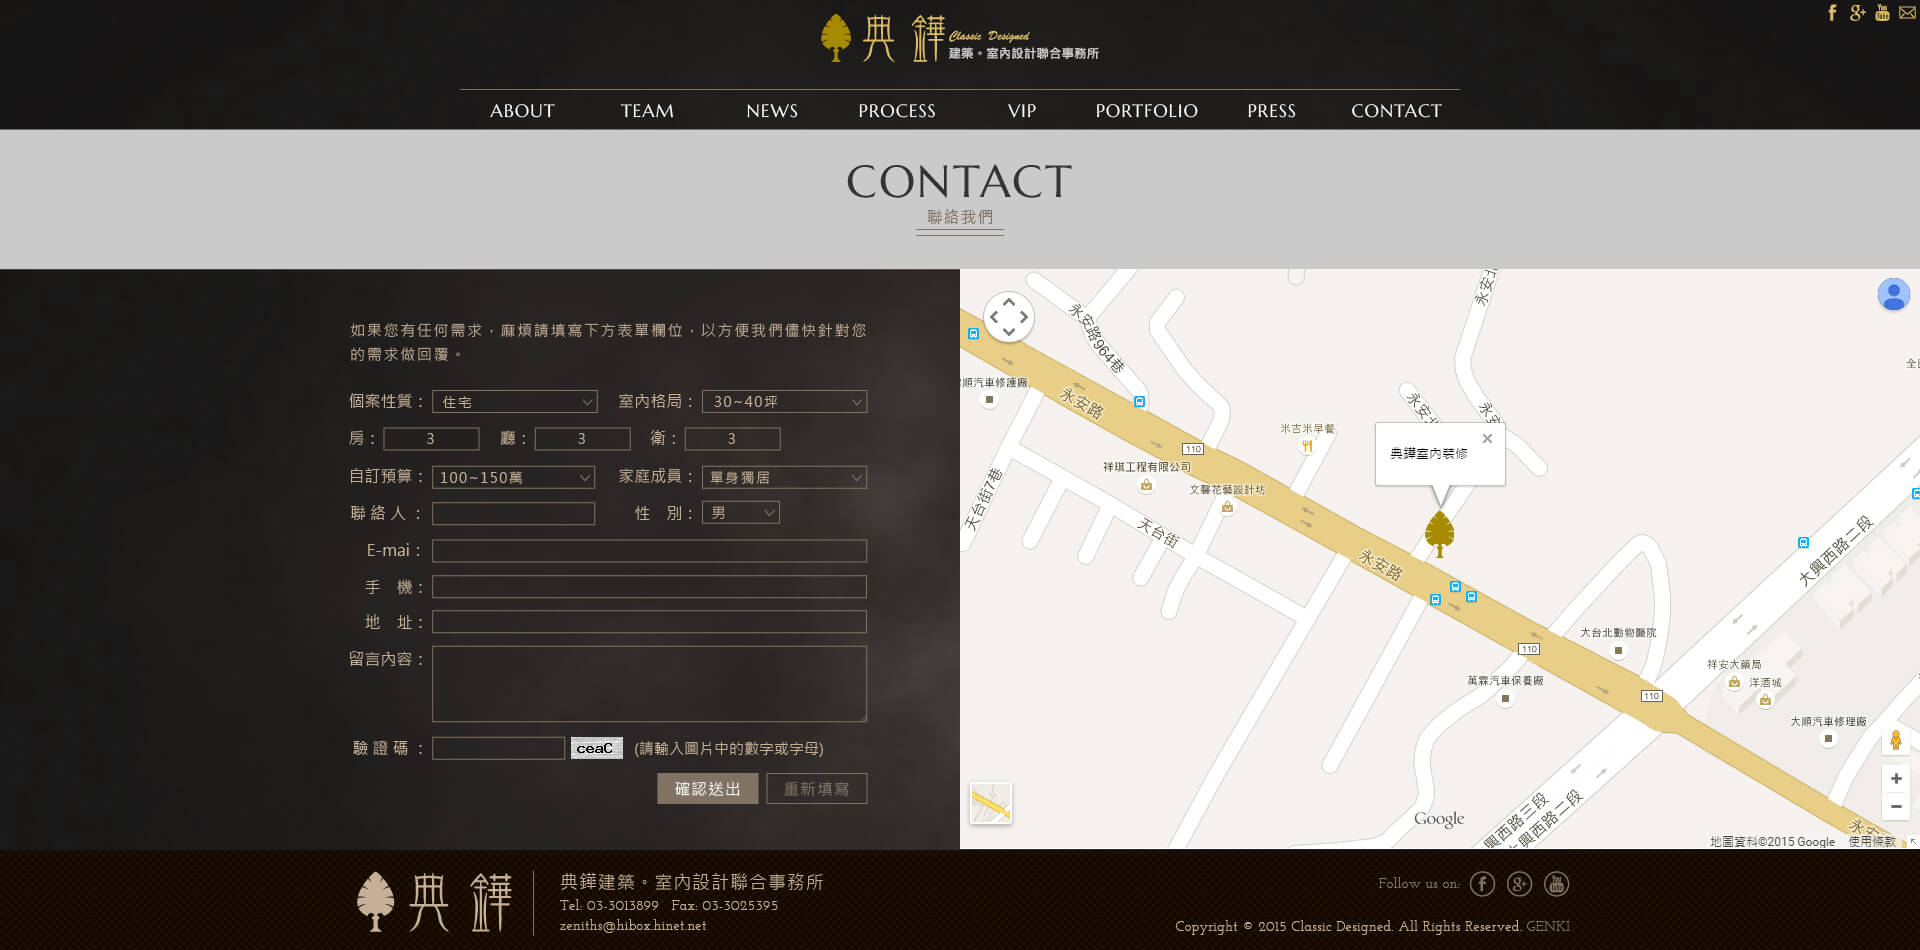 典鏵 Classic Designed
建築。室內設計聯合事務所
ABOUT TEAM NEWS PROCESS VIP PORTFOLIO PRESS CONTACT
CONTACT
聯絡我們
如果您有任何需求，麻煩請填寫下方表單欄位，以方便我們儘快針對您
的需求做回覆。
個案性質： 住宅 室內格局： 30~40坪
房： 3 廳： 3 衛： 3
自訂預算： 100~150萬 家庭成員： 單身獨居
聯絡人： 性 別： 男
E-mai：
手 機：
地 址：
留言內容：
驗證碼： ceaC (請輸入圖片中的數字或字母)
確認送出 重新填寫
永安路964巷
順汽車修護廠
永安路
110
米吉米早餐
典鏵室內裝修
祥琪工程有限公司
文馨花藝設計坊
天台街7巷
天台街
永安路
大興西路二段
大台北動物醫院
110
祥安大藥局
洋酒城
萬霖汽車保養廠
110
大順汽車修理廠
Google
興西路三段
大興西路二段
地圖資料©2015 Google 使用條款
典鏵
典鏵建築。室內設計聯合事務所
Tel: 03-3013899 Fax: 03-3025395
zeniths@hibox.hinet.net
Follow us on:
Copyright © 2015 Classic Designed. All Rights Reserved. GENKI